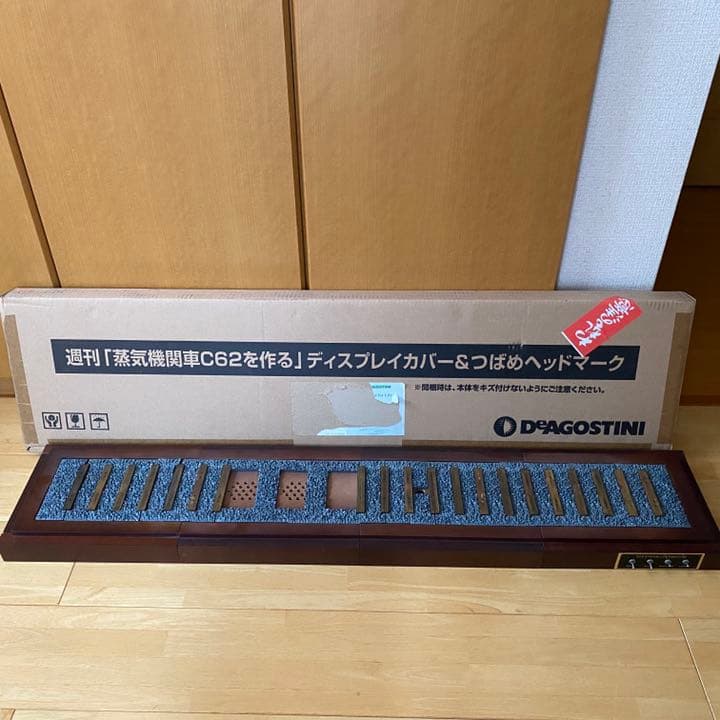 週刊「蒸気機関車C62を作る」ディスプレイカバー&つばめヘッドマーク
※開梱時は、本体をキズ付けないようにご注意ください。
DeAGOSTINI